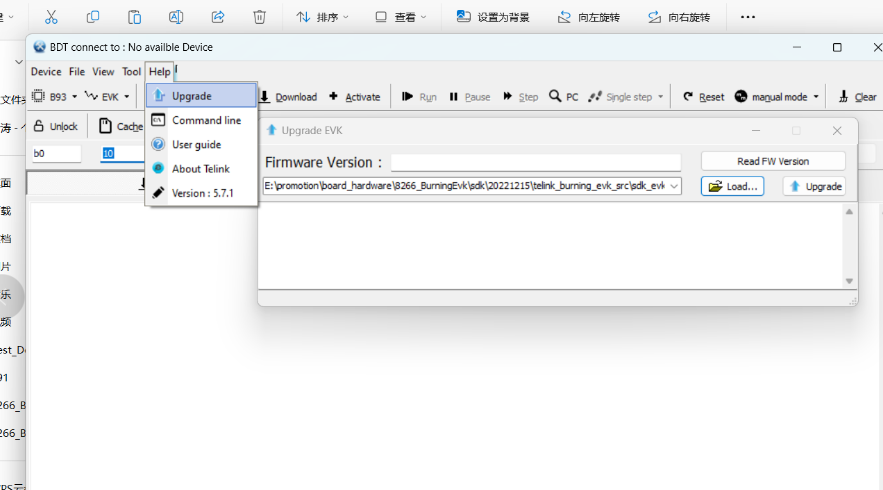 排序
查看
设置为背景
向左旋转
向右旋转
BDT connect to : No availble Device
Device File View Tool Help
文件夹
B93 EVK
Upgrade
Download Activate Run Pause Step PC Single step Reset manual mode Clear
涛 - 个
Unlock Cache
Command line
Upgrade EVK
b0 10
User guide
Firmware Version :
Read FW Version
About Telink
E:\promotion\board_hardware\8266_BurningEvk\sdk\20221215\telink_burning_evk_src\sdk_evk
Load...
Upgrade
Version : 5.7.1
面
载
档
片
乐
频
est_D
91
266_B
266_B